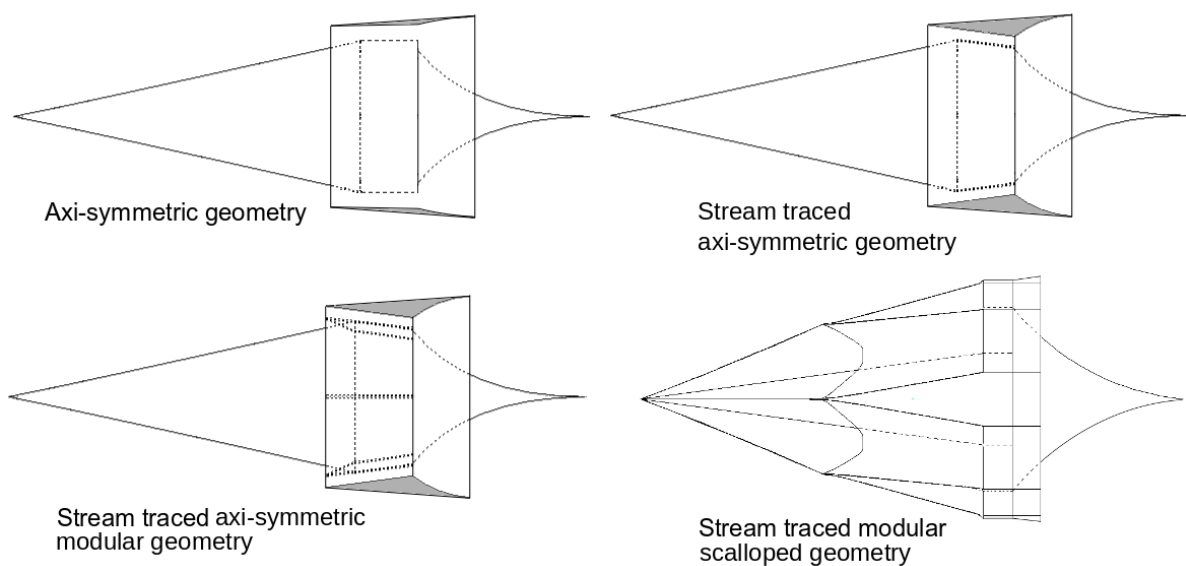 Axi-symmetric geometry
Stream traced
axi-symmetric geometry
Stream traced axi-symmetric
modular geometry
Stream traced modular
scalloped geometry